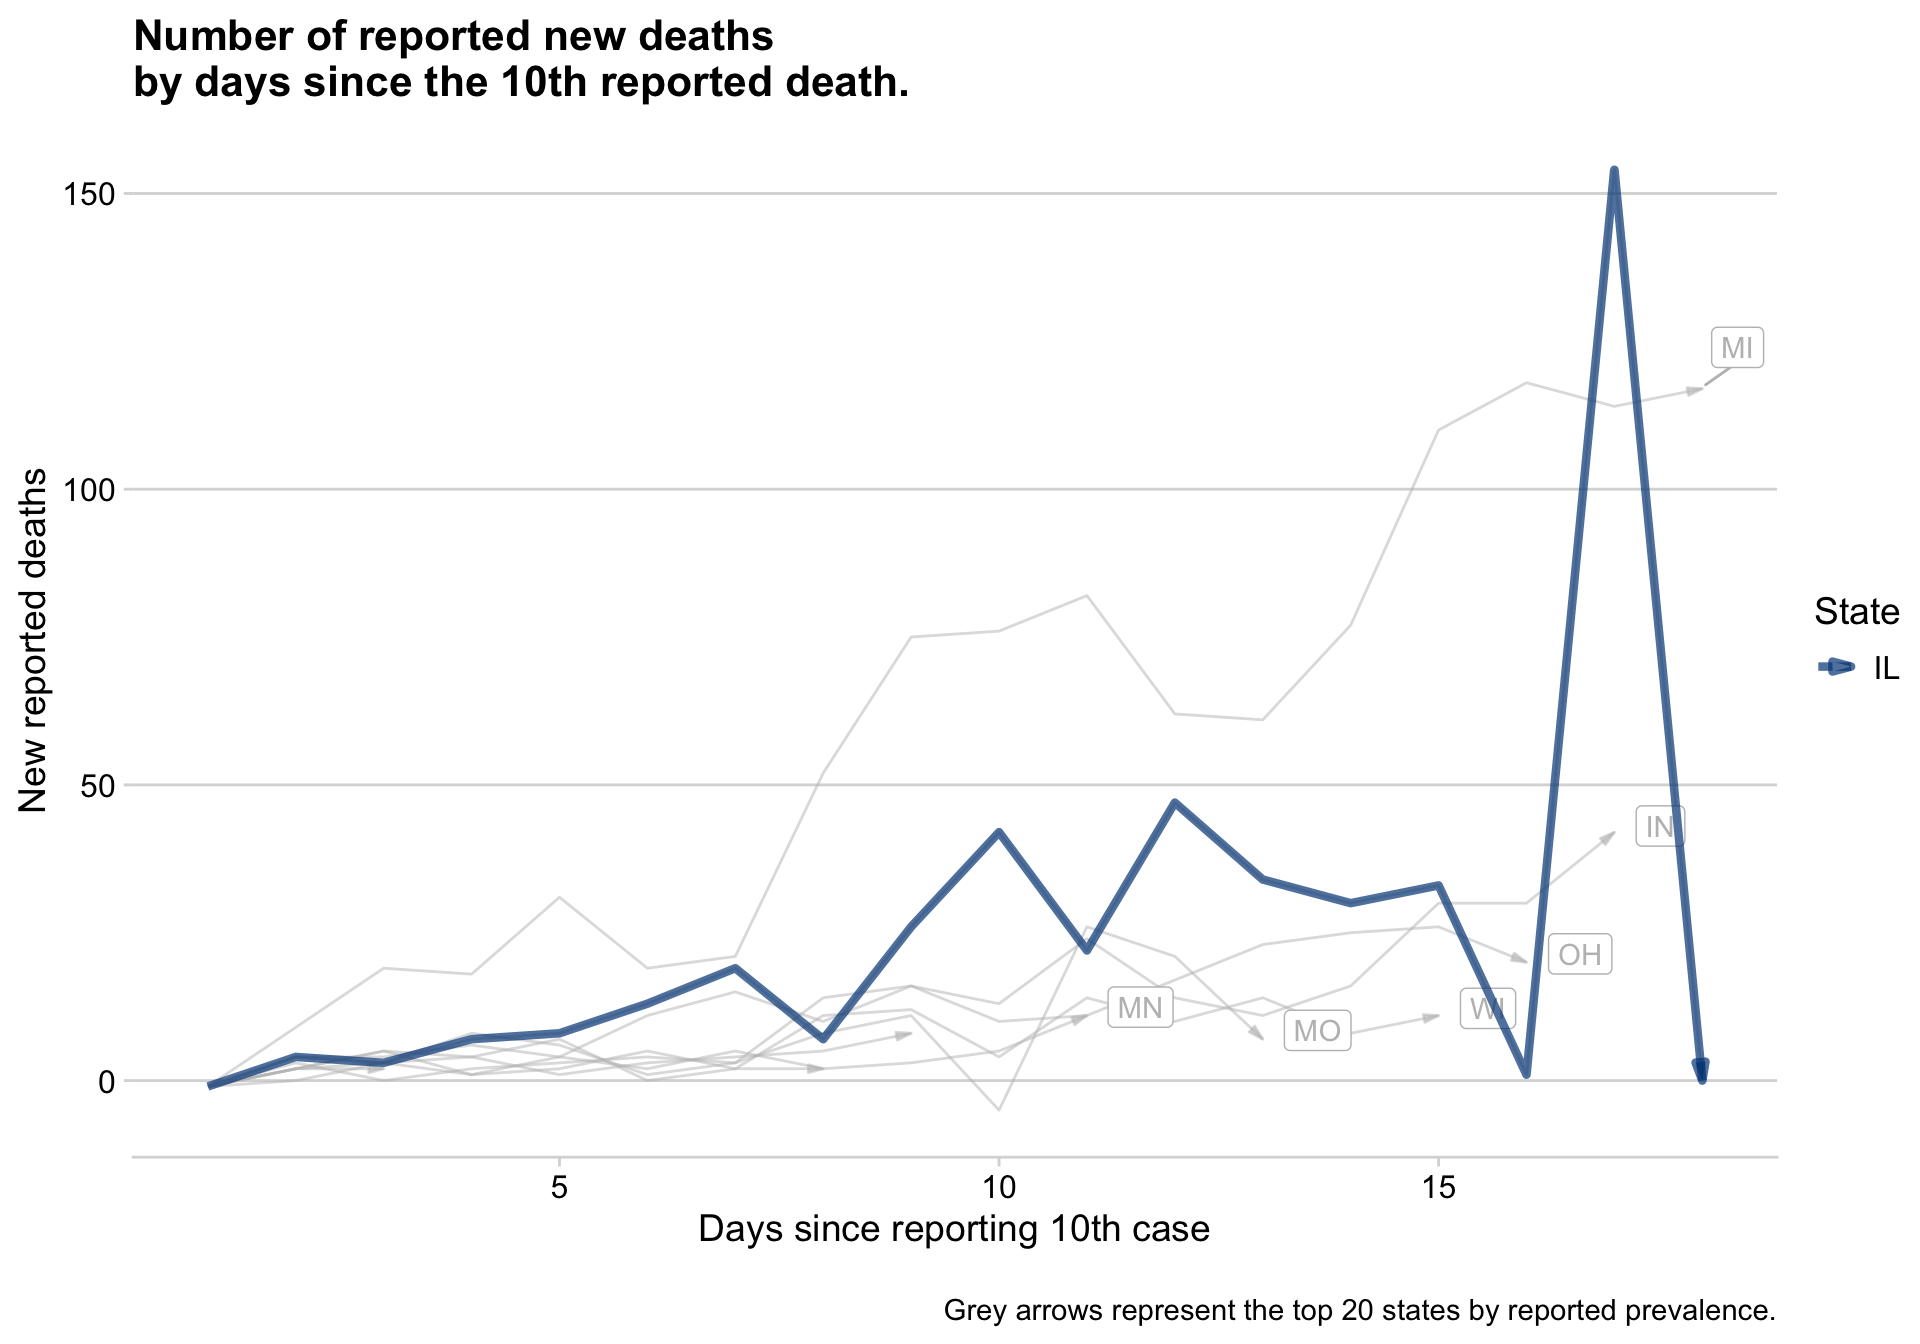 Number of reported new deaths
by days since the 10th reported death.
150
MI
100
New reported deaths
State
IL
50
IN
OH
MN
WI
MO
0
5
10
15
Days since reporting 10th case
Grey arrows represent the top 20 states by reported prevalence.